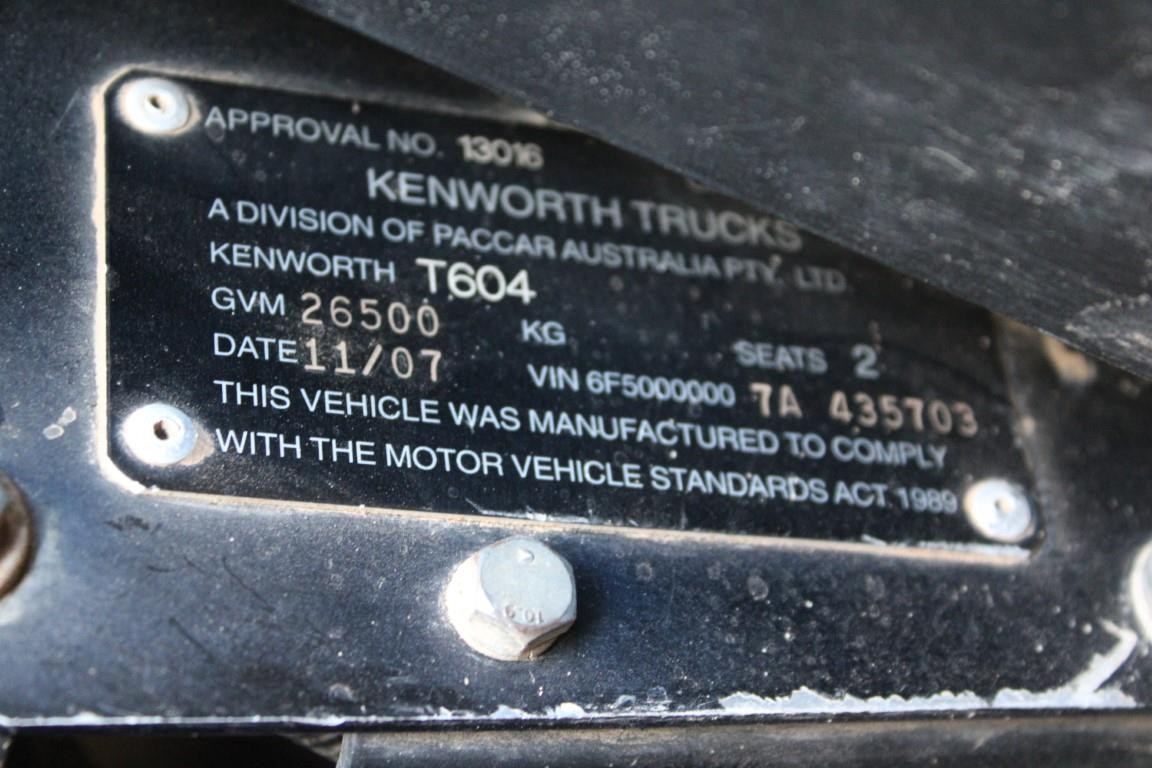 APPROVAL NO. 13016
KENWORTH TRUCKS
A DIVISION OF PACCAR AUSTRALIA PTY. LTD
KENWORTH T604
GVM 26500 KG SEATS 2
DATE 11/07 VIN 6F5000000 7A 435703
THIS VEHICLE WAS MANUFACTURED TO COMPLY
WITH THE MOTOR VEHICLE STANDARDS ACT 1989
10.9